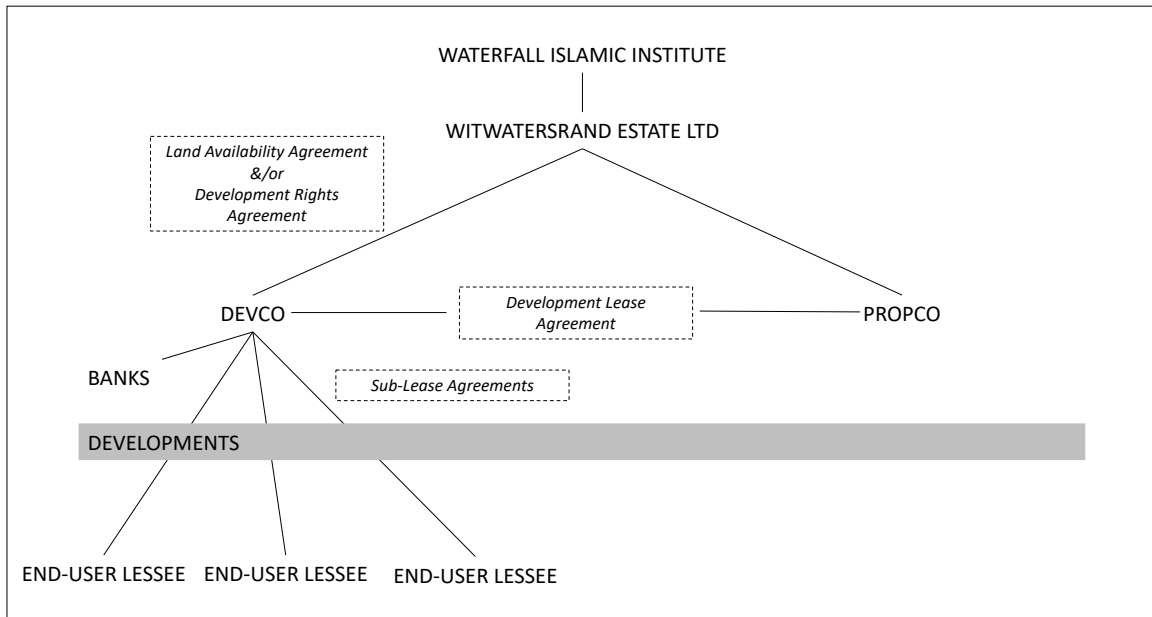 WATERFALL ISLAMIC INSTITUTE
WITWATERSRAND ESTATE LTD
Land Availability Agreement
&/or
Development Rights
Agreement
DEVCO
Development Lease
Agreement
PROPCO
BANKS
Sub-Lease Agreements
DEVELOPMENTS
END-USER LESSEE
END-USER LESSEE
END-USER LESSEE